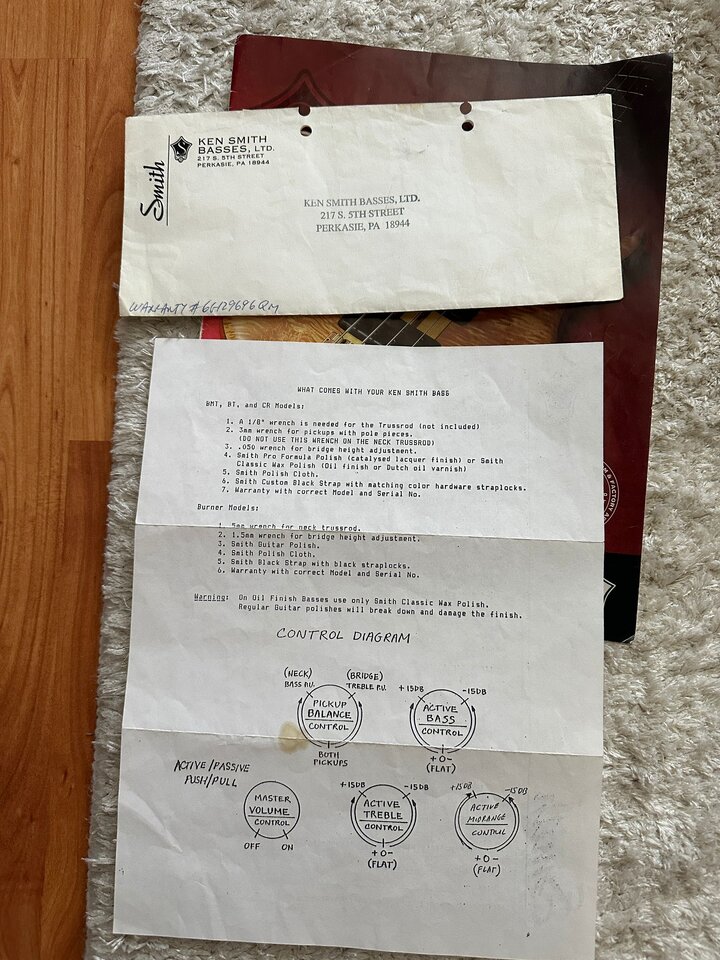 Smith
KEN SMITH
BASSES, LTD.
217 S. 5TH STREET
PERKASIE, PA 18944
KEN SMITH BASSES, LTD.
217 S. 5TH STREET
PERKASIE, PA 18944
WARRANTY #
WHAT COMES WITH YOUR KEN SMITH BASS
BMT, BT, and CR Models:
1. A 1/8" wrench is needed for the Trussrod (not included)
2. 3mm wrench for pickups with pole pieces.
(DO NOT USE THIS WRENCH ON THE NECK TRUSSROD)
3. .050 wrench for bridge height adjustment.
4. Smith Pro Formula Polish (catalysed lacquer finish) or Smith
Classic Wax Polish (Oil finish or Dutch oil varnish)
5. Smith Polish Cloth.
6. Smith Custom Black Strap with matching color hardware straplocks.
7. Warranty with correct Model and Serial No.
Burner Models:
1. 5mm wrench for neck trussrod.
2. 1.5mm wrench for bridge height adjustment.
3. Smith Guitar Polish.
4. Smith Polish Cloth.
5. Smith Black Strap with black straplocks.
6. Warranty with correct Model and Serial No.
Warning: On Oil Finish Basses use only Smith Classic Wax Polish.
Regular Guitar polishes will break down and damage the finish.
CONTROL DIAGRAM
(NECK)
BASS P.U.
(BRIDGE)
TREBLE P.U.
PICKUP
BALANCE
CONTROL
BOTH
PICKUPS
+15DB
-15DB
ACTIVE
BASS
CONTROL
+0-
(FLAT)
ACTIVE/PASSIVE
PUSH/PULL
MASTER
VOLUME
CONTROL
OFF ON
+15DB
-15DB
ACTIVE
TREBLE
CONTROL
+0-
(FLAT)
+15DB
-15DB
ACTIVE
MIDRANGE
CONTROL
+0-
(FLAT)